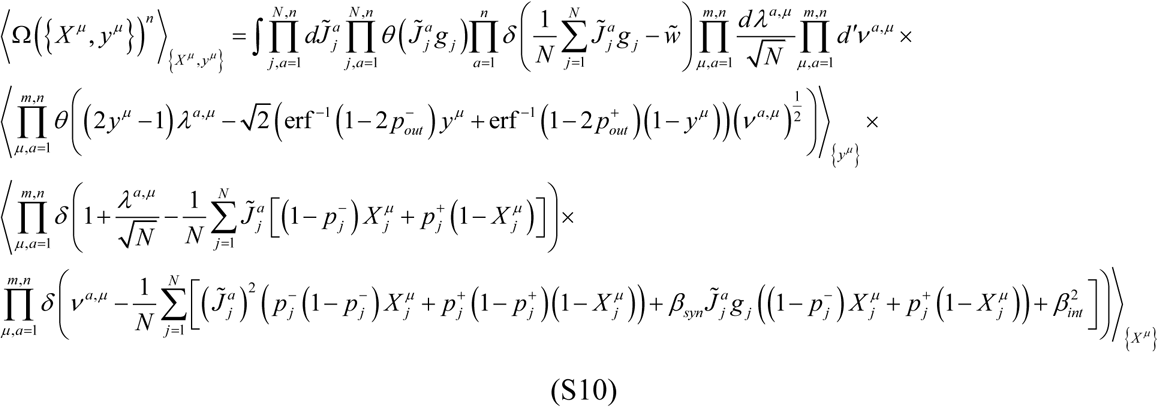 \left\langle \Omega\left(\left\{X^{\mu}, y^{\mu}\right\}\right)^{n} \right\rangle_{\left\{X^{\mu}, y^{\mu}\right\}} = \int \prod_{j,a=1}^{N,n} d\tilde{J}_{j}^{a} \prod_{j,a=1}^{N,n} \theta\left(\tilde{J}_{j}^{a} g_{j}\right) \prod_{a=1}^{n} \delta\left(\frac{1}{N}\sum_{j=1}^{N} \tilde{J}_{j}^{a} g_{j} - \tilde{w}\right) \prod_{\mu,a=1}^{m,n} \frac{d\lambda^{a,\mu}}{\sqrt{N}} \prod_{\mu,a=1}^{m,n} d'\nu^{a,\mu} \times
\left\langle \prod_{\mu,a=1}^{m,n} \theta\left(\left(2y^{\mu}-1\right)\lambda^{a,\mu} - \sqrt{2}\left(\mathrm{erf}^{-1}\left(1-2p_{out}^{-}\right)y^{\mu} + \mathrm{erf}^{-1}\left(1-2p_{out}^{+}\right)\left(1-y^{\mu}\right)\right)\left(\nu^{a,\mu}\right)^{\frac{1}{2}}\right) \right\rangle_{\left\{y^{\mu}\right\}} \times
\left\langle \prod_{\mu,a=1}^{m,n} \delta\left(1+\frac{\lambda^{a,\mu}}{\sqrt{N}} - \frac{1}{N}\sum_{j=1}^{N} \tilde{J}_{j}^{a}\left[\left(1-p_{j}^{-}\right)X_{j}^{\mu} + p_{j}^{+}\left(1-X_{j}^{\mu}\right)\right]\right) \times \right.
\left. \prod_{\mu,a=1}^{m,n} \delta\left(\nu^{a,\mu} - \frac{1}{N}\sum_{j=1}^{N}\left[\left(\tilde{J}_{j}^{a}\right)^{2}\left(p_{j}^{-}\left(1-p_{j}^{-}\right)X_{j}^{\mu} + p_{j}^{+}\left(1-p_{j}^{+}\right)\left(1-X_{j}^{\mu}\right)\right) + \beta_{syn}\tilde{J}_{j}^{a} g_{j}\left(\left(1-p_{j}^{-}\right)X_{j}^{\mu} + p_{j}^{+}\left(1-X_{j}^{\mu}\right)\right) + \beta_{int}^{2}\right]\right) \right\rangle_{\left\{X^{\mu}\right\}}
(S10)